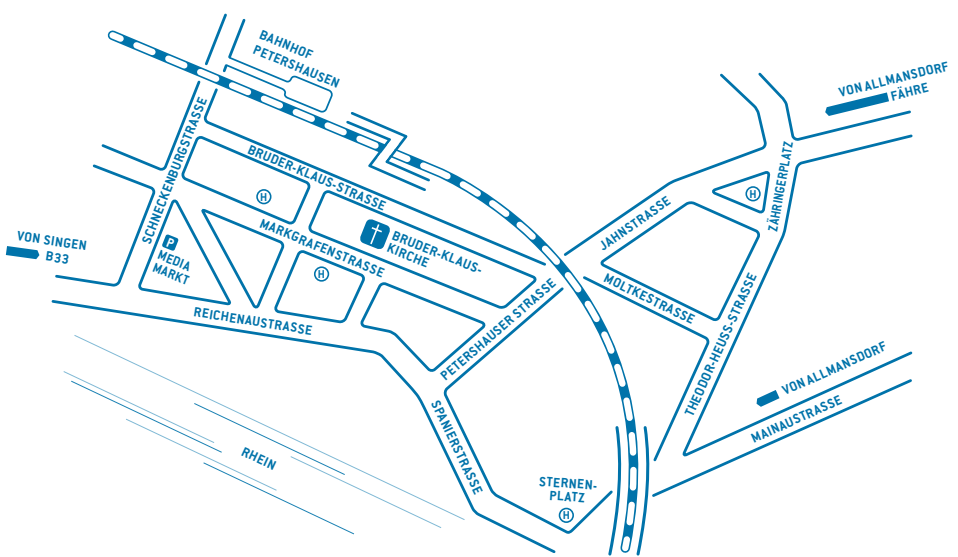 BAHNHOF
PETERSHAUSEN
VON ALLMANSDORF
FÄHRE
SCHNECKENBURGSTRASSE
BRUDER-KLAUS-STRASSE
ZÄHRINGERPLATZ
H
H
JAHNSTRASSE
MARKGRAFENSTRASSE
BRUDER-KLAUS-
KIRCHE
VON SINGEN
B33
P
MEDIA
MARKT
H
MOLTKESTRASSE
PETERSHAUSER STRASSE
REICHENAUSTRASSE
THEODOR-HEUSS-STRASSE
VON ALLMANSDORF
MAINAUSTRASSE
SPANIERSTRASSE
RHEIN
STERNEN-
PLATZ
H